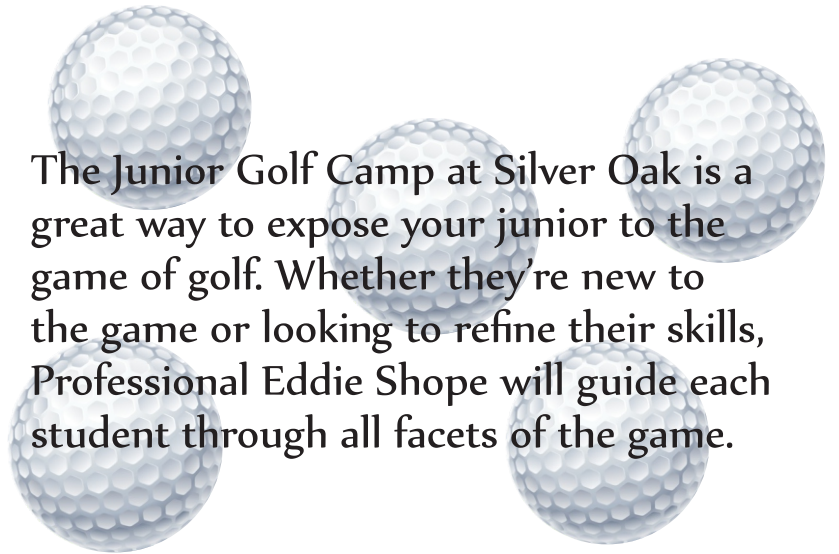 The Junior Golf Camp at Silver Oak is a
great way to expose your junior to the
game of golf. Whether they're new to
the game or looking to refine their skills,
Professional Eddie Shope will guide each
student through all facets of the game.